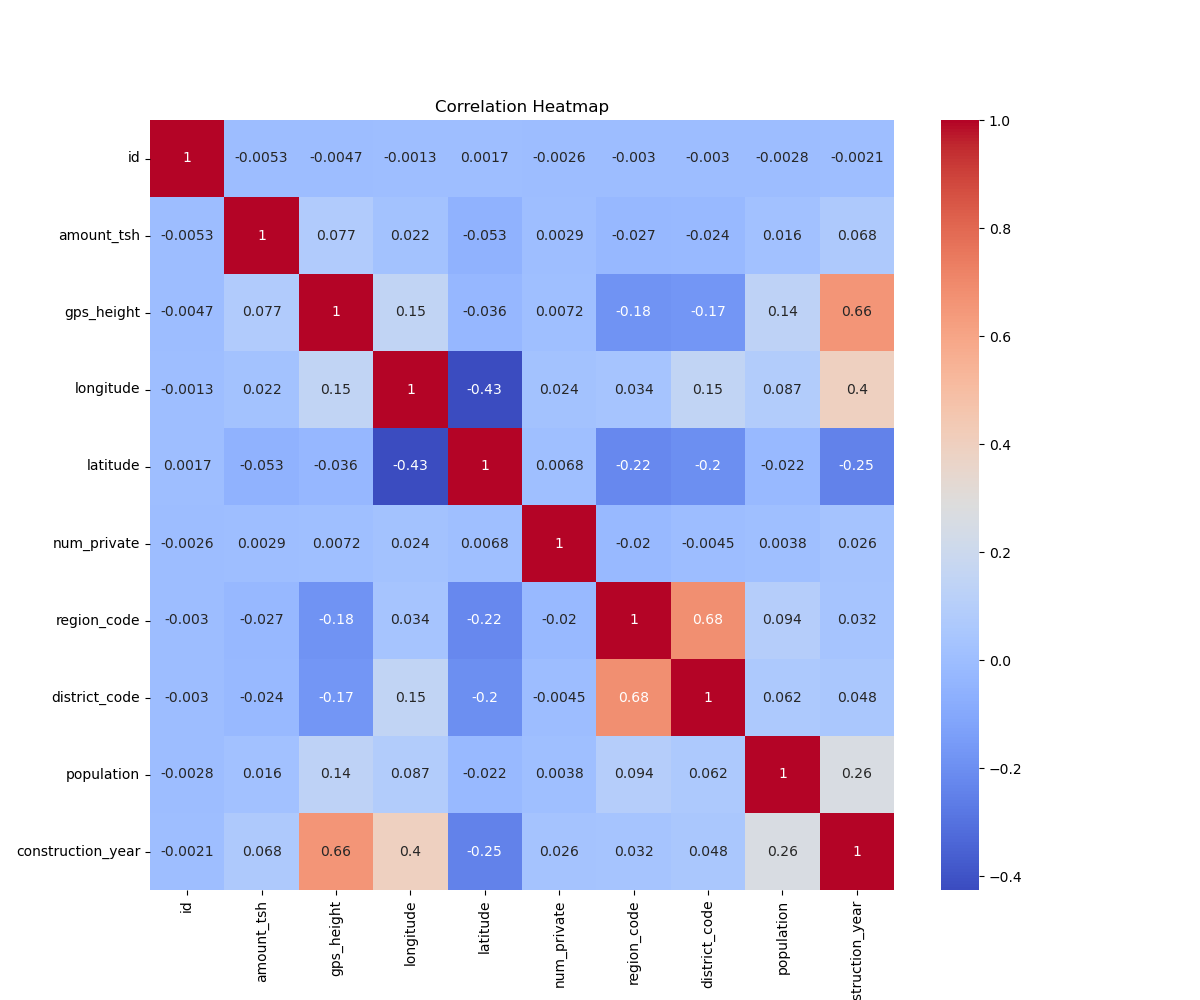 Correlation Heatmap
id 1 -0.0053 -0.0047 -0.0013 0.0017 -0.0026 -0.003 -0.003 -0.0028 -0.0021
amount_tsh -0.0053 1 0.077 0.022 -0.053 0.0029 -0.027 -0.024 0.016 0.068
gps_height -0.0047 0.077 1 0.15 -0.036 0.0072 -0.18 -0.17 0.14 0.66
longitude -0.0013 0.022 0.15 1 -0.43 0.024 0.034 0.15 0.087 0.4
latitude 0.0017 -0.053 -0.036 -0.43 1 0.0068 -0.22 -0.2 -0.022 -0.25
num_private -0.0026 0.0029 0.0072 0.024 0.0068 1 -0.02 -0.0045 0.0038 0.026
region_code -0.003 -0.027 -0.18 0.034 -0.22 -0.02 1 0.68 0.094 0.032
district_code -0.003 -0.024 -0.17 0.15 -0.2 -0.0045 0.68 1 0.062 0.048
population -0.0028 0.016 0.14 0.087 -0.022 0.0038 0.094 0.062 1 0.26
construction_year -0.0021 0.068 0.66 0.4 -0.25 0.026 0.032 0.048 0.26 1
id
amount_tsh
gps_height
longitude
latitude
num_private
region_code
district_code
population
struction_year
1.0
0.8
0.6
0.4
0.2
0.0
−0.2
−0.4